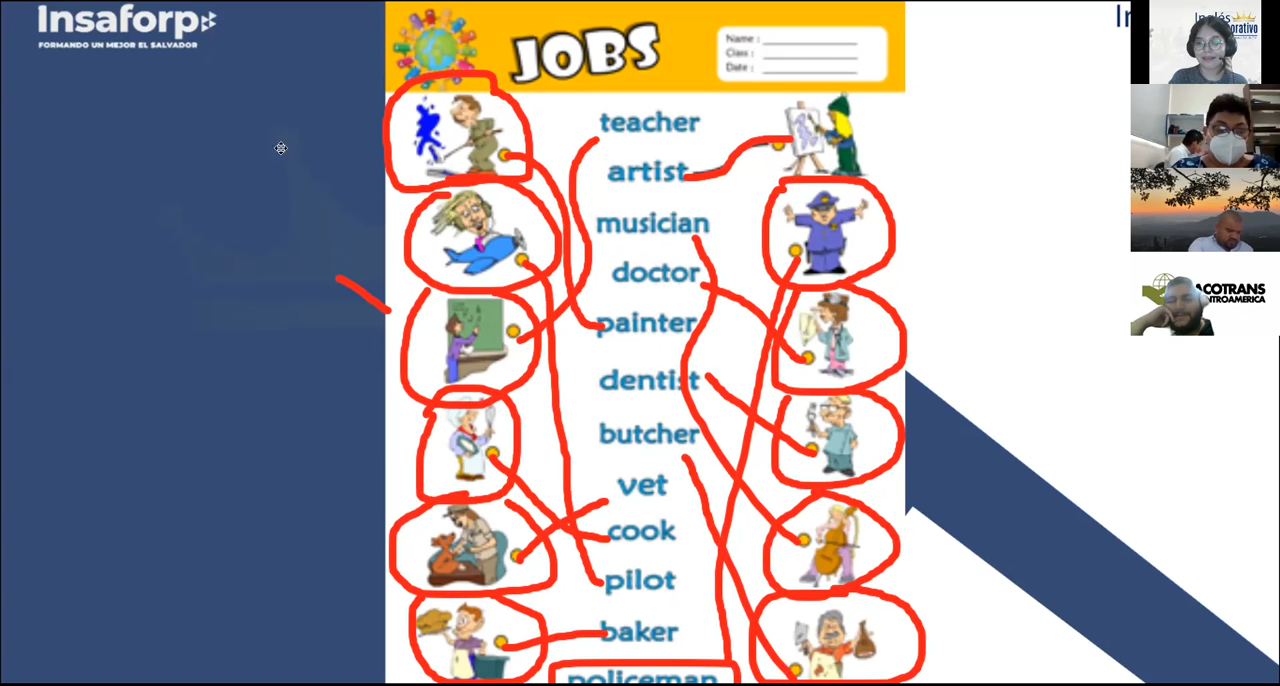 Insaforp
FORMANDO UN MEJOR EL SALVADOR
JOBS
Name :
Class :
Date :
teacher
artist
musician
doctor
painter
dentist
butcher
vet
cook
pilot
baker
policeman
Inglés
ACOTRANS
NTROAMERICA